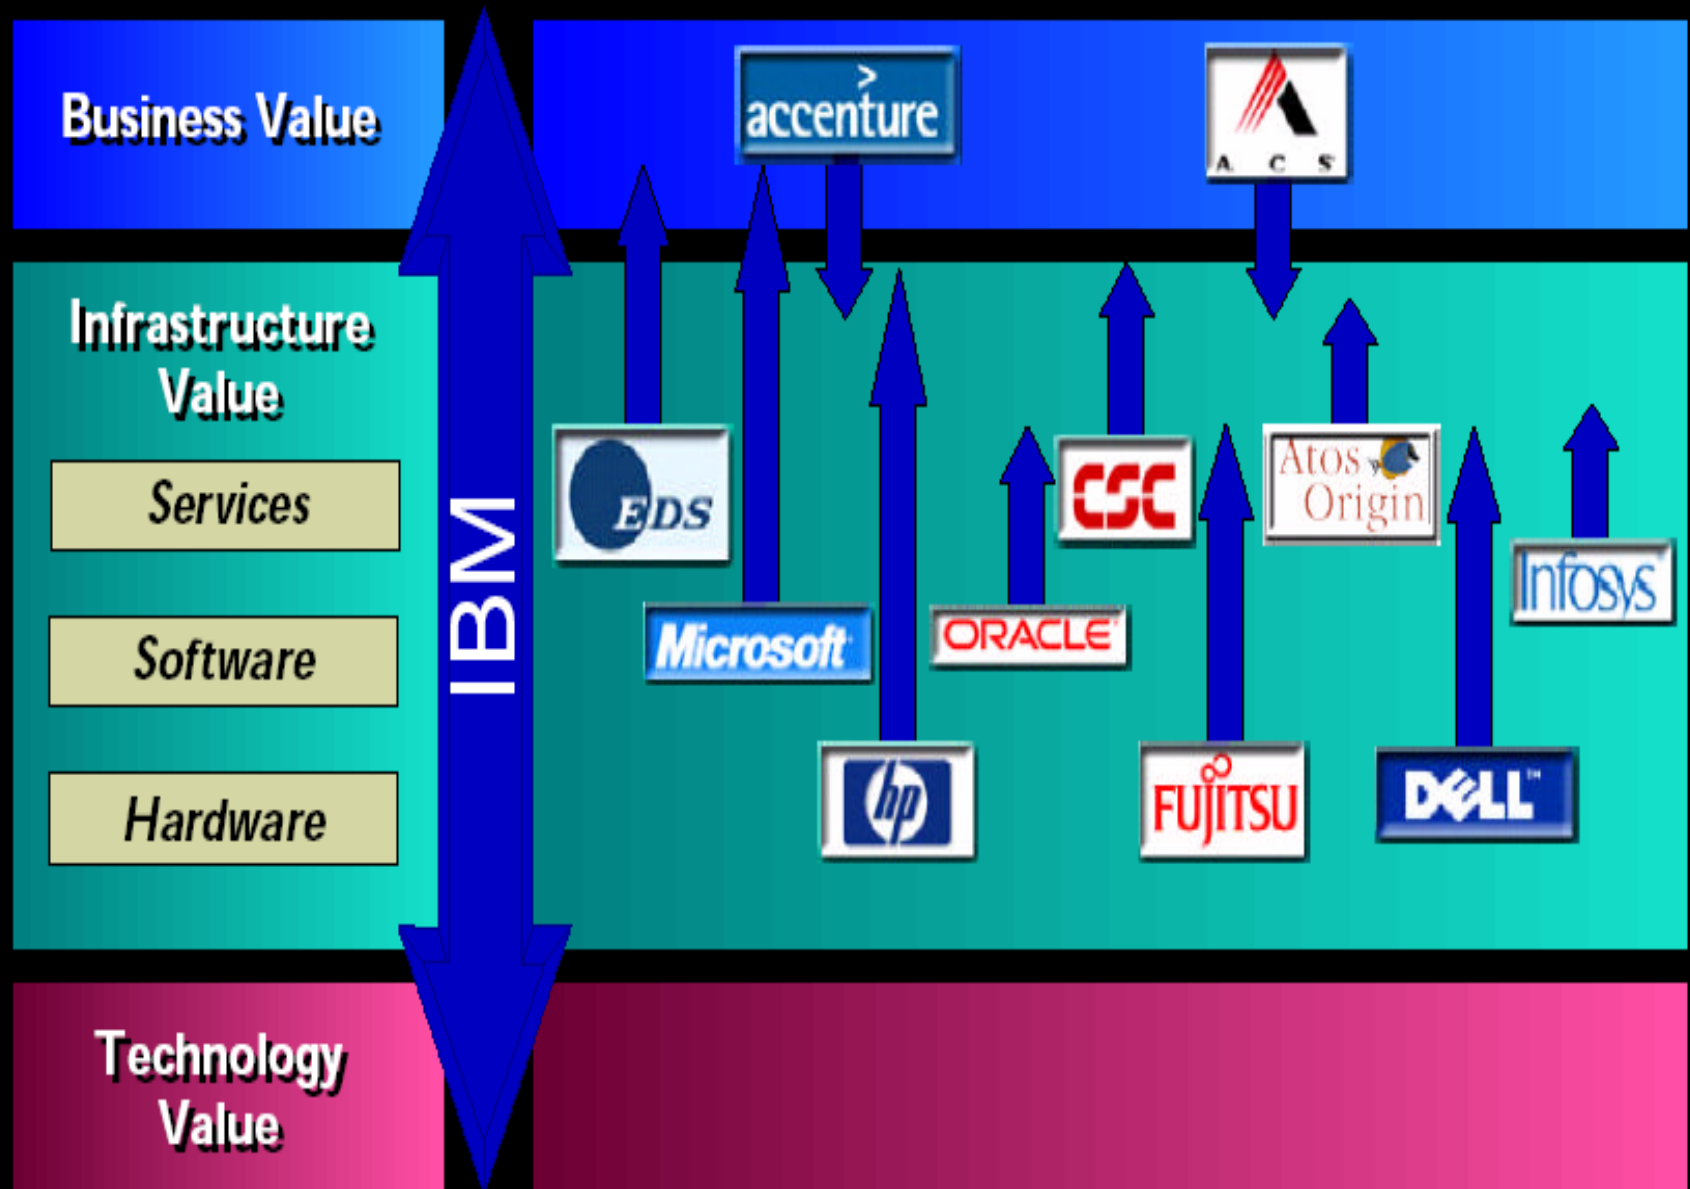 Business Value
>
accenture
A C S
Infrastructure
Value
Services
Software
Hardware
IBM
EDS
CSC
Atos
Origin
Infosys
Microsoft
ORACLE
hp
FUJITSU
DELL™
Technology
Value